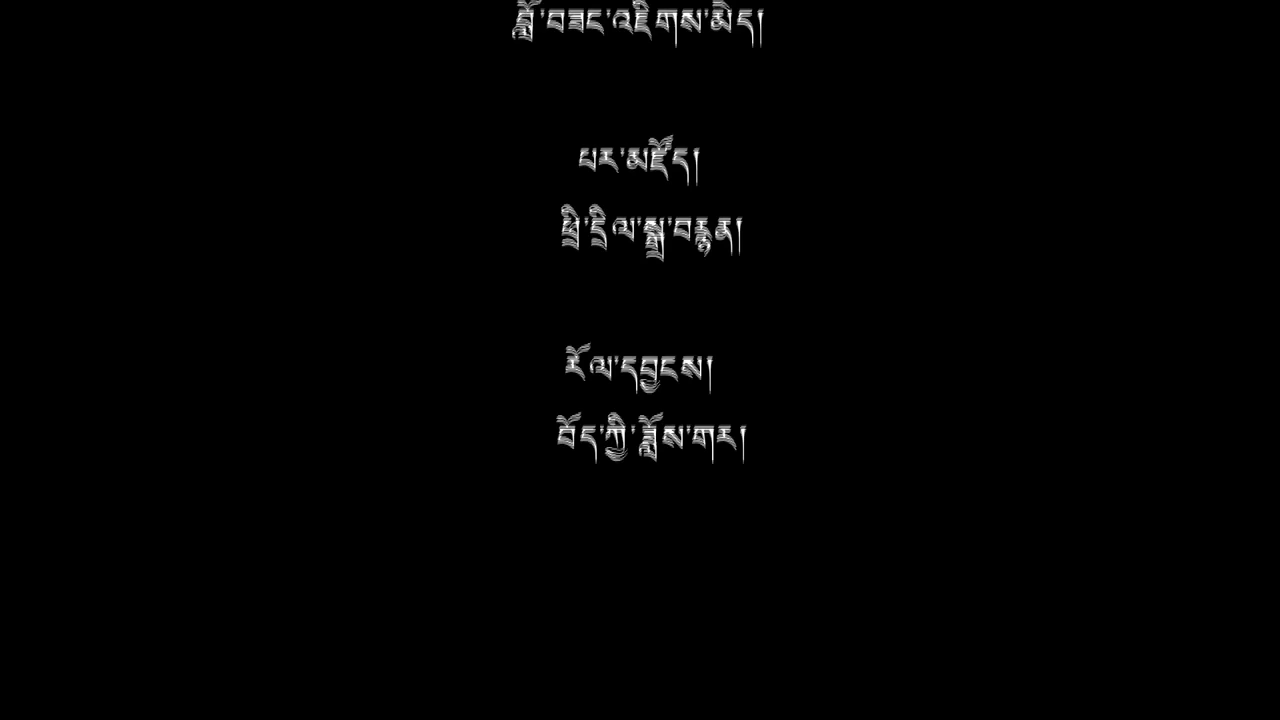 བློ་བཟང་འཇིགས་མེད།
པར་མཛོད།
ཕྲི་དྲིལ་སྒྲ་བརྙན།
རོལ་དབྱངས།
བོད་ཀྱི་ཟློས་གར།